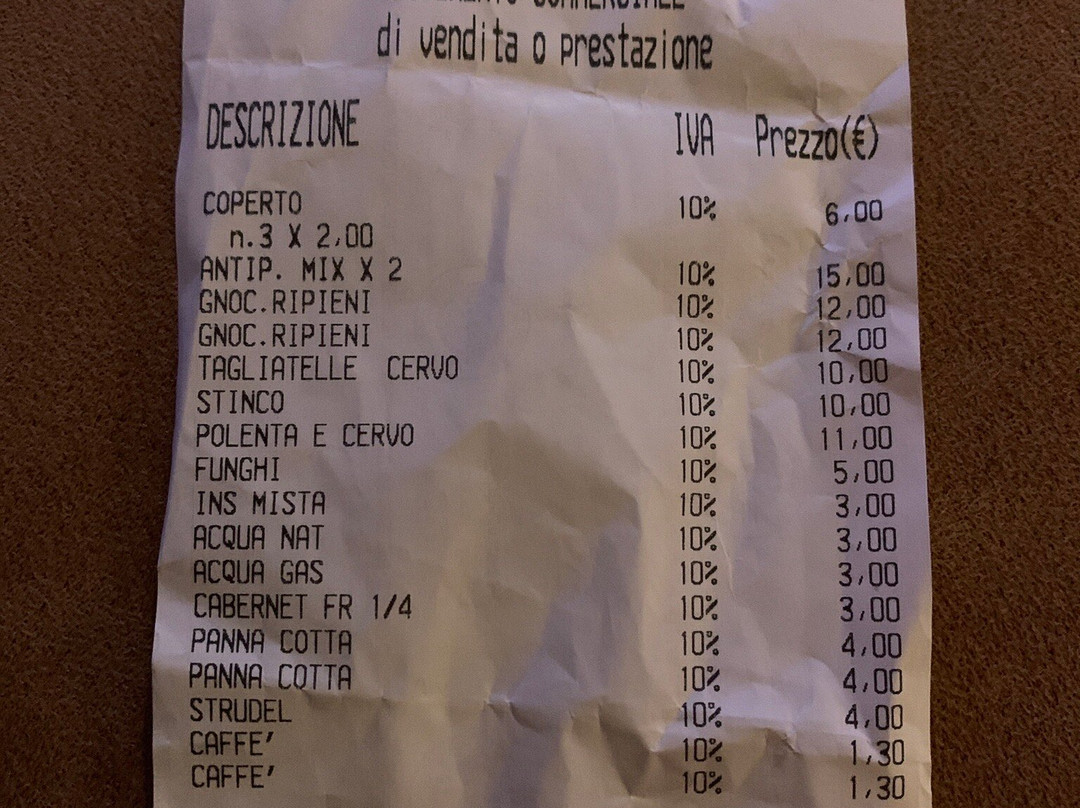 di vendita o prestazione
DESCRIZIONE IVA Prezzo(€)
COPERTO 10% 6,00
n.3 X 2,00
ANTIP. MIX X 2 10% 15,00
GNOC.RIPIENI 10% 12,00
GNOC.RIPIENI 10% 12,00
TAGLIATELLE CERVO 10% 10,00
STINCO 10% 10,00
POLENTA E CERVO 10% 11,00
FUNGHI 10% 5,00
INS MISTA 10% 3,00
ACQUA NAT 10% 3,00
ACQUA GAS 10% 3,00
CABERNET FR 1/4 10% 3,00
PANNA COTTA 10% 4,00
PANNA COTTA 10% 4,00
STRUDEL 10% 4,00
CAFFE' 10% 1,30
CAFFE' 10% 1,30